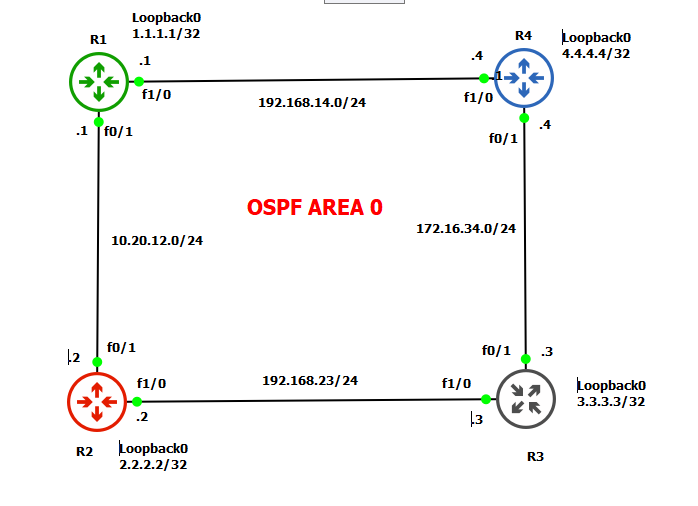 Loopback0
1.1.1.1/32
R1
.1
f1/0
192.168.14.0/24
R4
Loopback0
4.4.4.4/32
.4
.1
f1/0
.1
f0/1
f0/1
.4
OSPF AREA 0
10.20.12.0/24
172.16.34.0/24
.2
f0/1
f0/1
.3
f1/0
192.168.23/24
f1/0
.2
.3
Loopback0
3.3.3.3/32
R2
Loopback0
2.2.2.2/32
R3